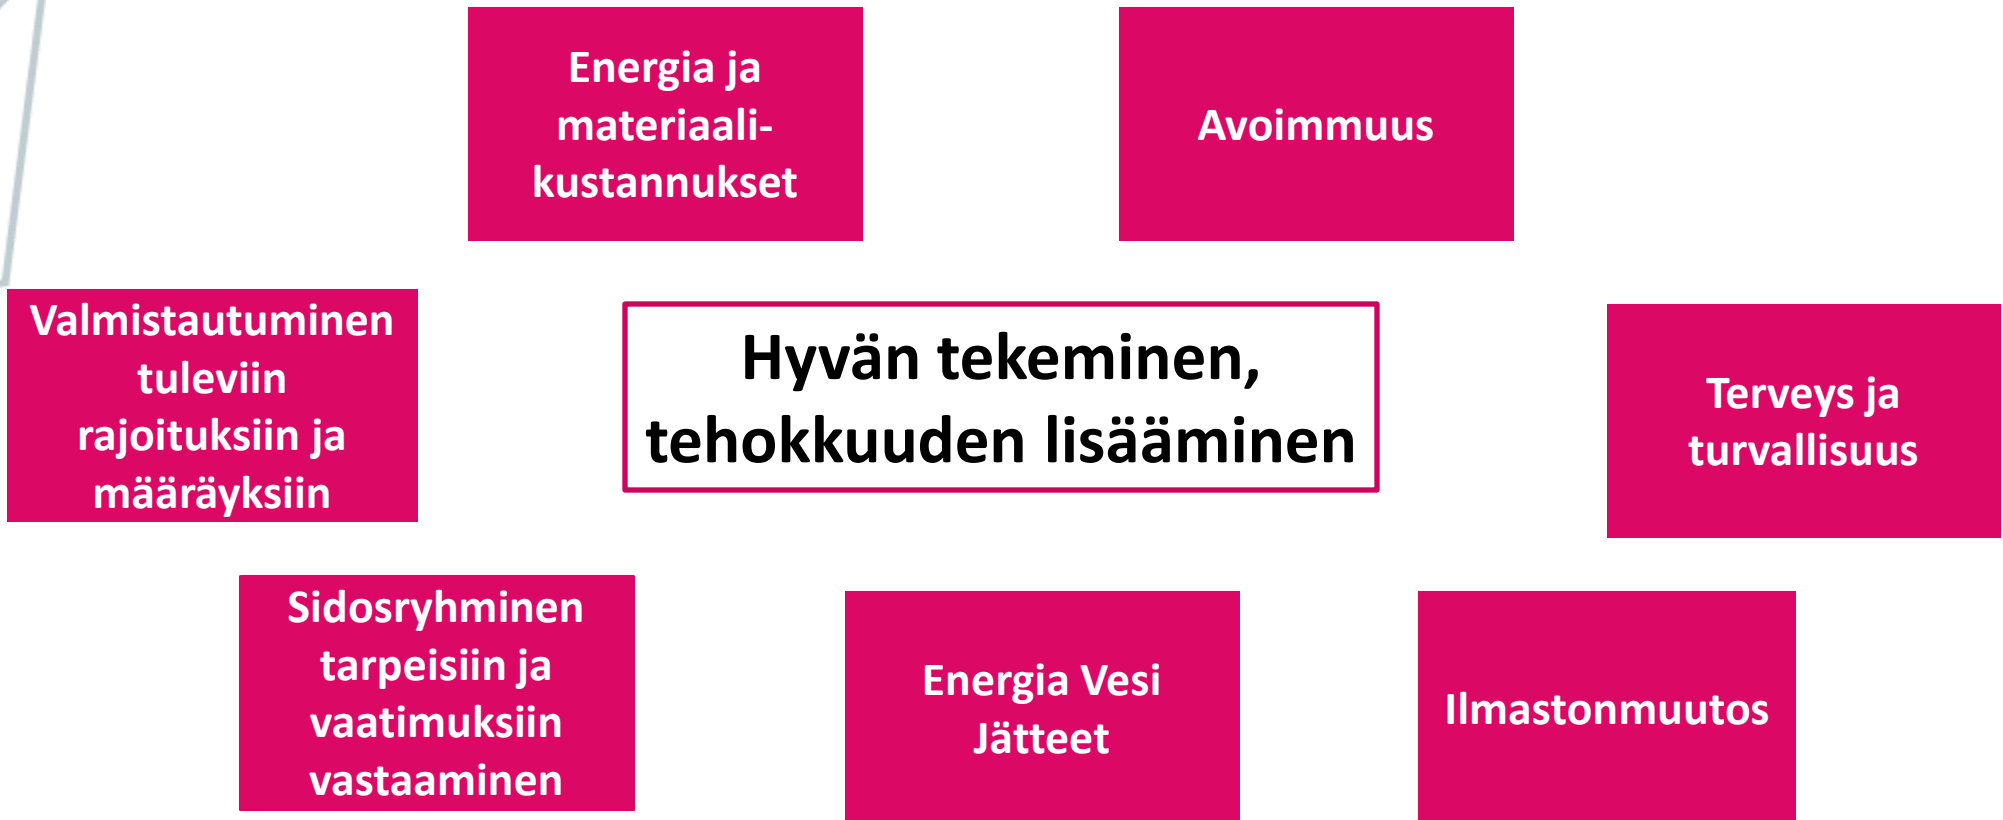 Energia ja
materiaali-
kustannukset
Avoimmuus
Valmistautuminen
tuleviin
rajoituksiin ja
määräyksiin
Hyvän tekeminen,
tehokkuuden lisääminen
Terveys ja
turvallisuus
Sidosryhminen
tarpeisiin ja
vaatimuksiin
vastaaminen
Energia Vesi
Jätteet
Ilmastonmuutos